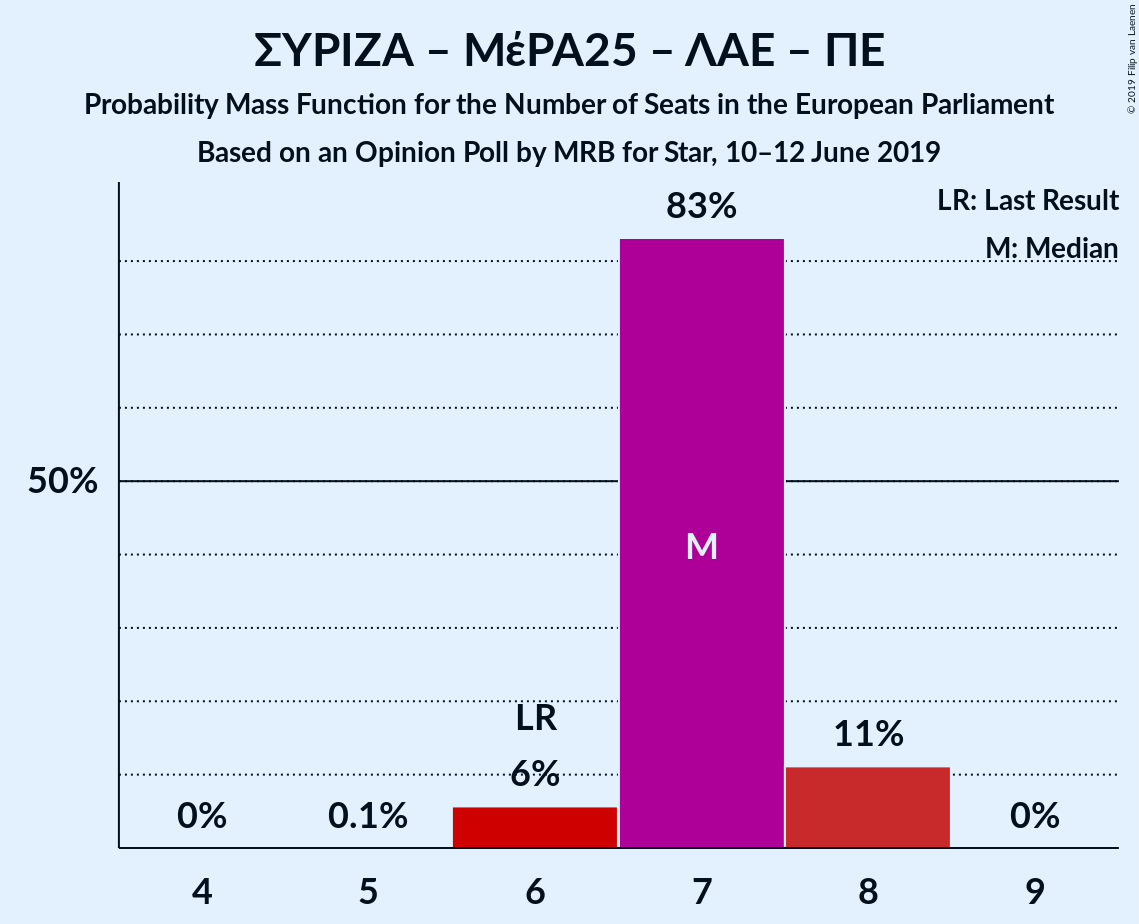 ΣΥΡΙΖΑ – ΜέΡΑ25 – ΛΑΕ – ΠΕ
Probability Mass Function for the Number of Seats in the European Parliament
Based on an Opinion Poll by MRB for Star, 10–12 June 2019
© 2019 Filip van Laenen
LR: Last Result
M: Median
83%
50%
M
LR
6%
11%
0%
0.1%
0%
4 5 6 7 8 9